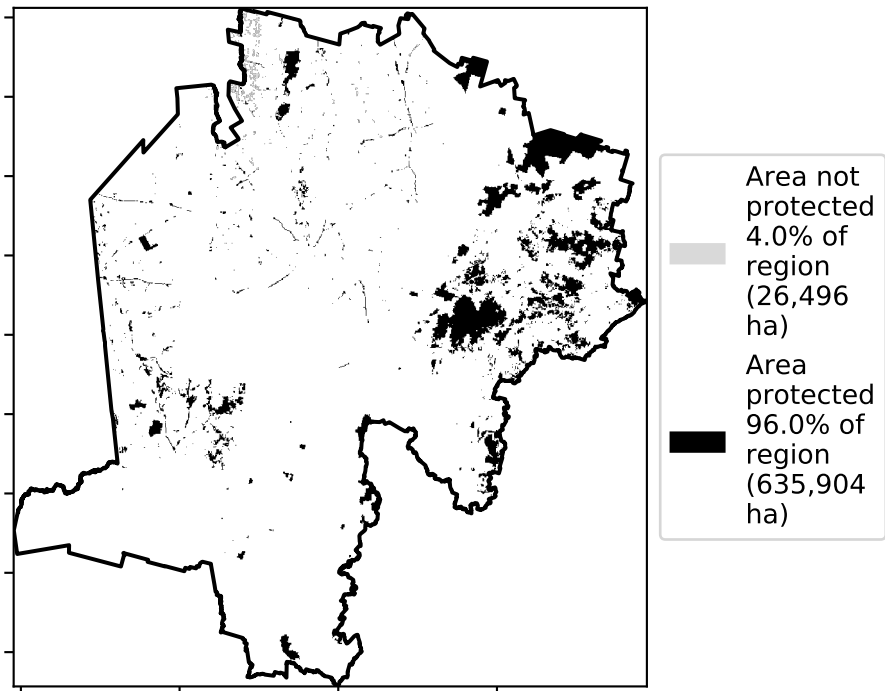 Area not
protected
4.0% of
region
(26,496
ha)
Area
protected
96.0% of
region
(635,904
ha)